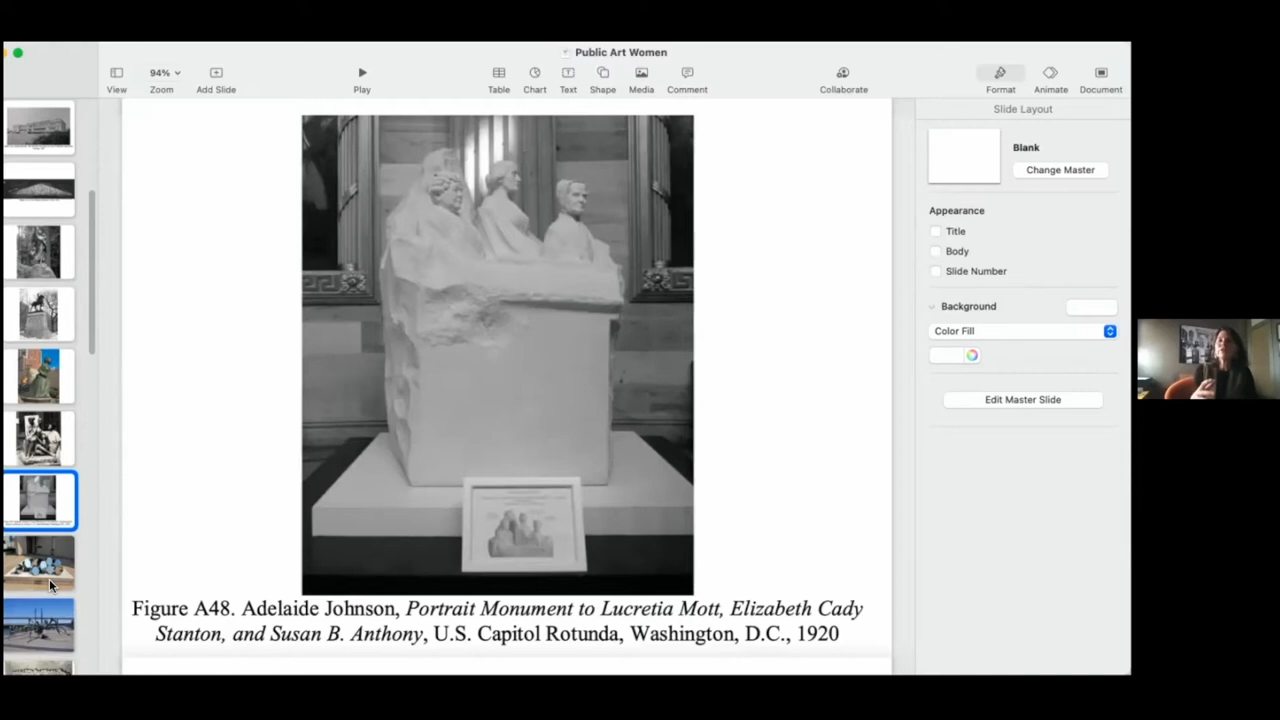 Public Art Women
94%
View
Zoom
Add Slide
Play
Table
Chart
Text
Shape
Media
Comment
Collaborate
Format
Animate
Document
Slide Layout
Blank
Change Master
Appearance
Title
Body
Slide Number
Background
Color Fill
Edit Master Slide
Figure A48. Adelaide Johnson, Portrait Monument to Lucretia Mott, Elizabeth Cady
Stanton, and Susan B. Anthony, U.S. Capitol Rotunda, Washington, D.C., 1920